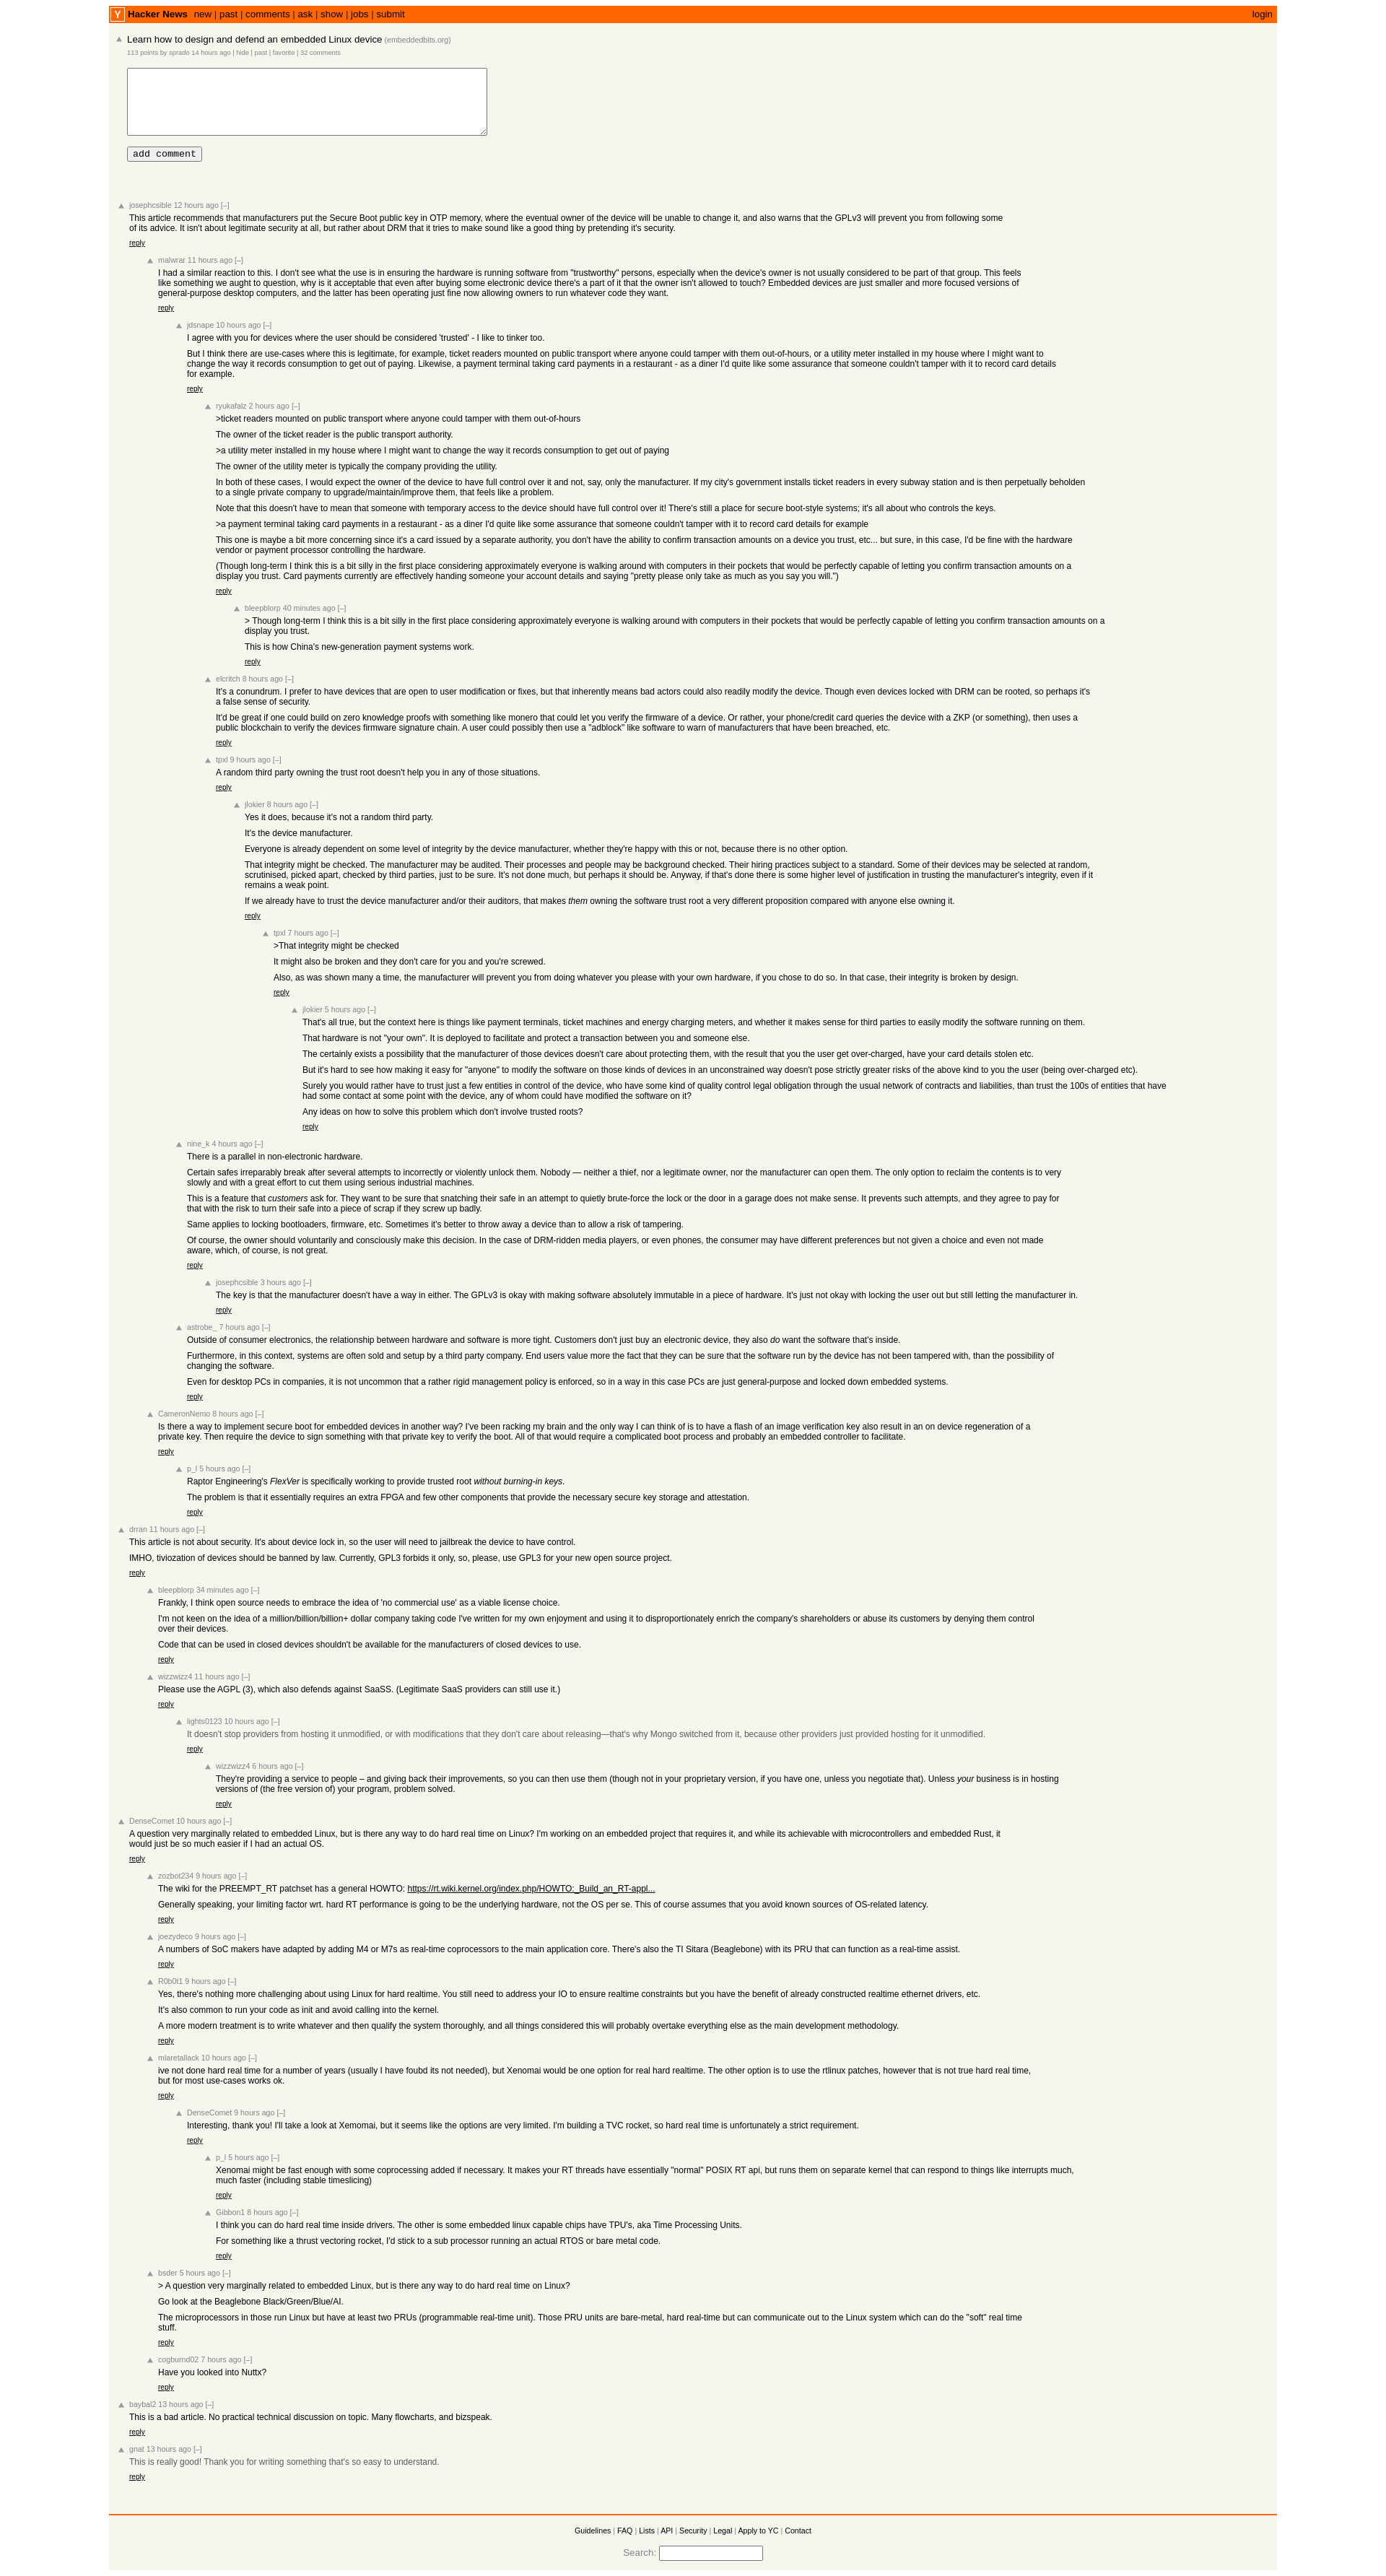 Y Hacker News new | past | comments | ask | show | jobs | submit login
Learn how to design and defend an embedded Linux device (embeddedbits.org)
113 points by sprado 14 hours ago | hide | past | favorite | 32 comments
add comment
josephcsible 12 hours ago [–]
This article recommends that manufacturers put the Secure Boot public key in OTP memory, where the eventual owner of the device will be unable to change it, and also warns that the GPLv3 will prevent you from following some
of its advice. It isn't about legitimate security at all, but rather about DRM that it tries to make sound like a good thing by pretending it's security.
reply
malwrar 11 hours ago [–]
I had a similar reaction to this. I don't see what the use is in ensuring the hardware is running software from "trustworthy" persons, especially when the device's owner is not usually considered to be part of that group. This feels
like something we aught to question, why is it acceptable that even after buying some electronic device there's a part of it that the owner isn't allowed to touch? Embedded devices are just smaller and more focused versions of
general-purpose desktop computers, and the latter has been operating just fine now allowing owners to run whatever code they want.
reply
jdsnape 10 hours ago [–]
I agree with you for devices where the user should be considered 'trusted' - I like to tinker too.
But I think there are use-cases where this is legitimate, for example, ticket readers mounted on public transport where anyone could tamper with them out-of-hours, or a utility meter installed in my house where I might want to
change the way it records consumption to get out of paying. Likewise, a payment terminal taking card payments in a restaurant - as a diner I'd quite like some assurance that someone couldn't tamper with it to record card details
for example.
reply
ryukafalz 2 hours ago [–]
>ticket readers mounted on public transport where anyone could tamper with them out-of-hours
The owner of the ticket reader is the public transport authority.
>a utility meter installed in my house where I might want to change the way it records consumption to get out of paying
The owner of the utility meter is typically the company providing the utility.
In both of these cases, I would expect the owner of the device to have full control over it and not, say, only the manufacturer. If my city's government installs ticket readers in every subway station and is then perpetually beholden
to a single private company to upgrade/maintain/improve them, that feels like a problem.
Note that this doesn't have to mean that someone with temporary access to the device should have full control over it! There's still a place for secure boot-style systems; it's all about who controls the keys.
>a payment terminal taking card payments in a restaurant - as a diner I'd quite like some assurance that someone couldn't tamper with it to record card details for example
This one is maybe a bit more concerning since it's a card issued by a separate authority, you don't have the ability to confirm transaction amounts on a device you trust, etc... but sure, in this case, I'd be fine with the hardware
vendor or payment processor controlling the hardware.
(Though long-term I think this is a bit silly in the first place considering approximately everyone is walking around with computers in their pockets that would be perfectly capable of letting you confirm transaction amounts on a
display you trust. Card payments currently are effectively handing someone your account details and saying "pretty please only take as much as you say you will.")
reply
bleepblorp 40 minutes ago [–]
> Though long-term I think this is a bit silly in the first place considering approximately everyone is walking around with computers in their pockets that would be perfectly capable of letting you confirm transaction amounts on a
display you trust.
This is how China's new-generation payment systems work.
reply
elcritch 8 hours ago [–]
It's a conundrum. I prefer to have devices that are open to user modification or fixes, but that inherently means bad actors could also readily modify the device. Though even devices locked with DRM can be rooted, so perhaps it's
a false sense of security.
It'd be great if one could build on zero knowledge proofs with something like monero that could let you verify the firmware of a device. Or rather, your phone/credit card queries the device with a ZKP (or something), then uses a
public blockchain to verify the devices firmware signature chain. A user could possibly then use a "adblock" like software to warn of manufacturers that have been breached, etc.
reply
tpxl 9 hours ago [–]
A random third party owning the trust root doesn't help you in any of those situations.
reply
jlokier 8 hours ago [–]
Yes it does, because it's not a random third party.
It's the device manufacturer.
Everyone is already dependent on some level of integrity by the device manufacturer, whether they're happy with this or not, because there is no other option.
That integrity might be checked. The manufacturer may be audited. Their processes and people may be background checked. Their hiring practices subject to a standard. Some of their devices may be selected at random,
scrutinised, picked apart, checked by third parties, just to be sure. It's not done much, but perhaps it should be. Anyway, if that's done there is some higher level of justification in trusting the manufacturer's integrity, even if it
remains a weak point.
If we already have to trust the device manufacturer and/or their auditors, that makes them owning the software trust root a very different proposition compared with anyone else owning it.
reply
tpxl 7 hours ago [–]
>That integrity might be checked
It might also be broken and they don't care for you and you're screwed.
Also, as was shown many a time, the manufacturer will prevent you from doing whatever you please with your own hardware, if you chose to do so. In that case, their integrity is broken by design.
reply
jlokier 5 hours ago [–]
That's all true, but the context here is things like payment terminals, ticket machines and energy charging meters, and whether it makes sense for third parties to easily modify the software running on them.
That hardware is not "your own". It is deployed to facilitate and protect a transaction between you and someone else.
The certainly exists a possibility that the manufacturer of those devices doesn't care about protecting them, with the result that you the user get over-charged, have your card details stolen etc.
But it's hard to see how making it easy for "anyone" to modify the software on those kinds of devices in an unconstrained way doesn't pose strictly greater risks of the above kind to you the user (being over-charged etc).
Surely you would rather have to trust just a few entities in control of the device, who have some kind of quality control legal obligation through the usual network of contracts and liabilities, than trust the 100s of entities that have
had some contact at some point with the device, any of whom could have modified the software on it?
Any ideas on how to solve this problem which don't involve trusted roots?
reply
nine_k 4 hours ago [–]
There is a parallel in non-electronic hardware.
Certain safes irreparably break after several attempts to incorrectly or violently unlock them. Nobody — neither a thief, nor a legitimate owner, nor the manufacturer can open them. The only option to reclaim the contents is to very
slowly and with a great effort to cut them using serious industrial machines.
This is a feature that customers ask for. They want to be sure that snatching their safe in an attempt to quietly brute-force the lock or the door in a garage does not make sense. It prevents such attempts, and they agree to pay for
that with the risk to turn their safe into a piece of scrap if they screw up badly.
Same applies to locking bootloaders, firmware, etc. Sometimes it's better to throw away a device than to allow a risk of tampering.
Of course, the owner should voluntarily and consciously make this decision. In the case of DRM-ridden media players, or even phones, the consumer may have different preferences but not given a choice and even not made
aware, which, of course, is not great.
reply
josephcsible 3 hours ago [–]
The key is that the manufacturer doesn't have a way in either. The GPLv3 is okay with making software absolutely immutable in a piece of hardware. It's just not okay with locking the user out but still letting the manufacturer in.
reply
astrobe_ 7 hours ago [–]
Outside of consumer electronics, the relationship between hardware and software is more tight. Customers don't just buy an electronic device, they also do want the software that's inside.
Furthermore, in this context, systems are often sold and setup by a third party company. End users value more the fact that they can be sure that the software run by the device has not been tampered with, than the possibility of
changing the software.
Even for desktop PCs in companies, it is not uncommon that a rather rigid management policy is enforced, so in a way in this case PCs are just general-purpose and locked down embedded systems.
reply
CameronNemo 8 hours ago [–]
Is there a way to implement secure boot for embedded devices in another way? I've been racking my brain and the only way I can think of is to have a flash of an image verification key also result in an on device regeneration of a
private key. Then require the device to sign something with that private key to verify the boot. All of that would require a complicated boot process and probably an embedded controller to facilitate.
reply
p_l 5 hours ago [–]
Raptor Engineering's FlexVer is specifically working to provide trusted root without burning-in keys.
The problem is that it essentially requires an extra FPGA and few other components that provide the necessary secure key storage and attestation.
reply
drran 11 hours ago [–]
This article is not about security. It's about device lock in, so the user will need to jailbreak the device to have control.
IMHO, tiviozation of devices should be banned by law. Currently, GPL3 forbids it only, so, please, use GPL3 for your new open source project.
reply
bleepblorp 34 minutes ago [–]
Frankly, I think open source needs to embrace the idea of 'no commercial use' as a viable license choice.
I'm not keen on the idea of a million/billion/billion+ dollar company taking code I've written for my own enjoyment and using it to disproportionately enrich the company's shareholders or abuse its customers by denying them control
over their devices.
Code that can be used in closed devices shouldn't be available for the manufacturers of closed devices to use.
reply
wizzwizz4 11 hours ago [–]
Please use the AGPL (3), which also defends against SaaSS. (Legitimate SaaS providers can still use it.)
reply
lights0123 10 hours ago [–]
It doesn't stop providers from hosting it unmodified, or with modifications that they don't care about releasing—that's why Mongo switched from it, because other providers just provided hosting for it unmodified.
reply
wizzwizz4 6 hours ago [–]
They're providing a service to people – and giving back their improvements, so you can then use them (though not in your proprietary version, if you have one, unless you negotiate that). Unless your business is in hosting
versions of (the free version of) your program, problem solved.
reply
DenseComet 10 hours ago [–]
A question very marginally related to embedded Linux, but is there any way to do hard real time on Linux? I'm working on an embedded project that requires it, and while its achievable with microcontrollers and embedded Rust, it
would just be so much easier if I had an actual OS.
reply
zozbot234 9 hours ago [–]
The wiki for the PREEMPT_RT patchset has a general HOWTO: https://rt.wiki.kernel.org/index.php/HOWTO:_Build_an_RT-appl...
Generally speaking, your limiting factor wrt. hard RT performance is going to be the underlying hardware, not the OS per se. This of course assumes that you avoid known sources of OS-related latency.
reply
joezydeco 9 hours ago [–]
A numbers of SoC makers have adapted by adding M4 or M7s as real-time coprocessors to the main application core. There's also the TI Sitara (Beaglebone) with its PRU that can function as a real-time assist.
reply
R0b0t1 9 hours ago [–]
Yes, there's nothing more challenging about using Linux for hard realtime. You still need to address your IO to ensure realtime constraints but you have the benefit of already constructed realtime ethernet drivers, etc.
It's also common to run your code as init and avoid calling into the kernel.
A more modern treatment is to write whatever and then qualify the system thoroughly, and all things considered this will probably overtake everything else as the main development methodology.
reply
mlaretallack 10 hours ago [–]
ive not done hard real time for a number of years (usually I have foubd its not needed), but Xenomai would be one option for real hard realtime. The other option is to use the rtlinux patches, however that is not true hard real time,
but for most use-cases works ok.
reply
DenseComet 9 hours ago [–]
Interesting, thank you! I'll take a look at Xemomai, but it seems like the options are very limited. I'm building a TVC rocket, so hard real time is unfortunately a strict requirement.
reply
p_l 5 hours ago [–]
Xenomai might be fast enough with some coprocessing added if necessary. It makes your RT threads have essentially "normal" POSIX RT api, but runs them on separate kernel that can respond to things like interrupts much,
much faster (including stable timeslicing)
reply
Gibbon1 8 hours ago [–]
I think you can do hard real time inside drivers. The other is some embedded linux capable chips have TPU's, aka Time Processing Units.
For something like a thrust vectoring rocket, I'd stick to a sub processor running an actual RTOS or bare metal code.
reply
bsder 5 hours ago [–]
> A question very marginally related to embedded Linux, but is there any way to do hard real time on Linux?
Go look at the Beaglebone Black/Green/Blue/AI.
The microprocessors in those run Linux but have at least two PRUs (programmable real-time unit). Those PRU units are bare-metal, hard real-time but can communicate out to the Linux system which can do the "soft" real time
stuff.
reply
cogburnd02 7 hours ago [–]
Have you looked into Nuttx?
reply
baybal2 13 hours ago [–]
This is a bad article. No practical technical discussion on topic. Many flowcharts, and bizspeak.
reply
gnat 13 hours ago [–]
This is really good! Thank you for writing something that's so easy to understand.
reply
Guidelines | FAQ | Lists | API | Security | Legal | Apply to YC | Contact
Search: